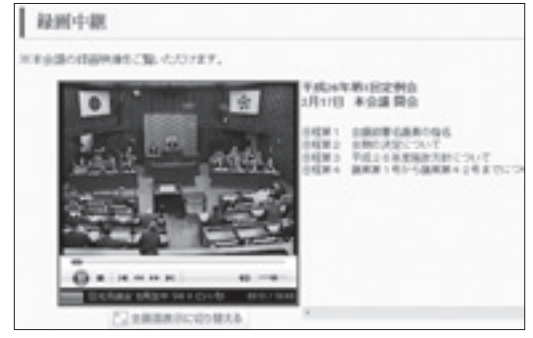 録画中継
※本会議の録画映像をご覧いただけます。
平成26年第1回定例会
2月17日 本会議 開会
日程第1 会議録署名議員の指名
日程第2 会期の決定について
日程第3 平成26年度施政方針について
日程第4 議案第1号から議案第42号までにつ
全画面表示に切り替える